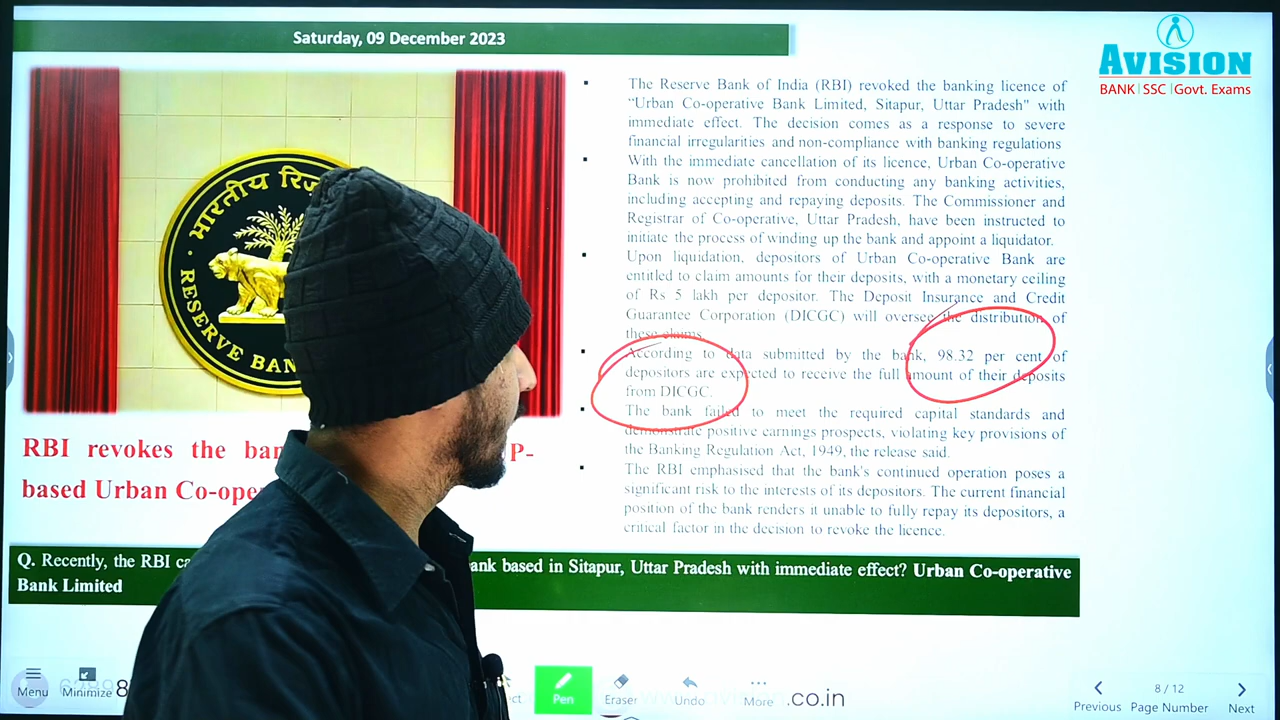 Saturday, 09 December 2023
AVISION
BANK | SSC | Govt. Exams
भारतीय रिज़
RESERVE BAN
RBI revokes the ban P-
based Urban Co-ope
The Reserve Bank of India (RBI) revoked the banking licence of
"Urban Co-operative Bank Limited, Sitapur, Uttar Pradesh" with
immediate effect. The decision comes as a response to severe
financial irregularities and non-compliance with banking regulations
With the immediate cancellation of its licence, Urban Co-operative
Bank is now prohibited from conducting any banking activities,
including accepting and repaying deposits. The Commissioner and
Registrar of Co-operative, Uttar Pradesh, have been instructed to
initiate the process of winding up the bank and appoint a liquidator.
Upon liquidation, depositors of Urban Co-operative Bank are
entitled to claim amounts for their deposits, with a monetary ceiling
of Rs 5 lakh per depositor. The Deposit Insurance and Credit
Guarantee Corporation (DICGC) will oversee the distribution of
these claims.
According to data submitted by the bank, 98.32 per cent of
depositors are expected to receive the full amount of their deposits
from DICGC.
The bank failed to meet the required capital standards and
demonstrate positive earnings prospects, violating key provisions of
the Banking Regulation Act, 1949, the release said.
The RBI emphasised that the bank's continued operation poses a
significant risk to the interests of its depositors. The current financial
position of the bank renders it unable to fully repay its depositors, a
critical factor in the decision to revoke the licence.
Q. Recently, the RBI ca ank based in Sitapur, Uttar Pradesh with immediate effect? Urban Co-operative
Bank Limited
Menu
Minimize
Pen
Eraser
Undo
More
.co.in
Previous
8 / 12
Page Number
Next